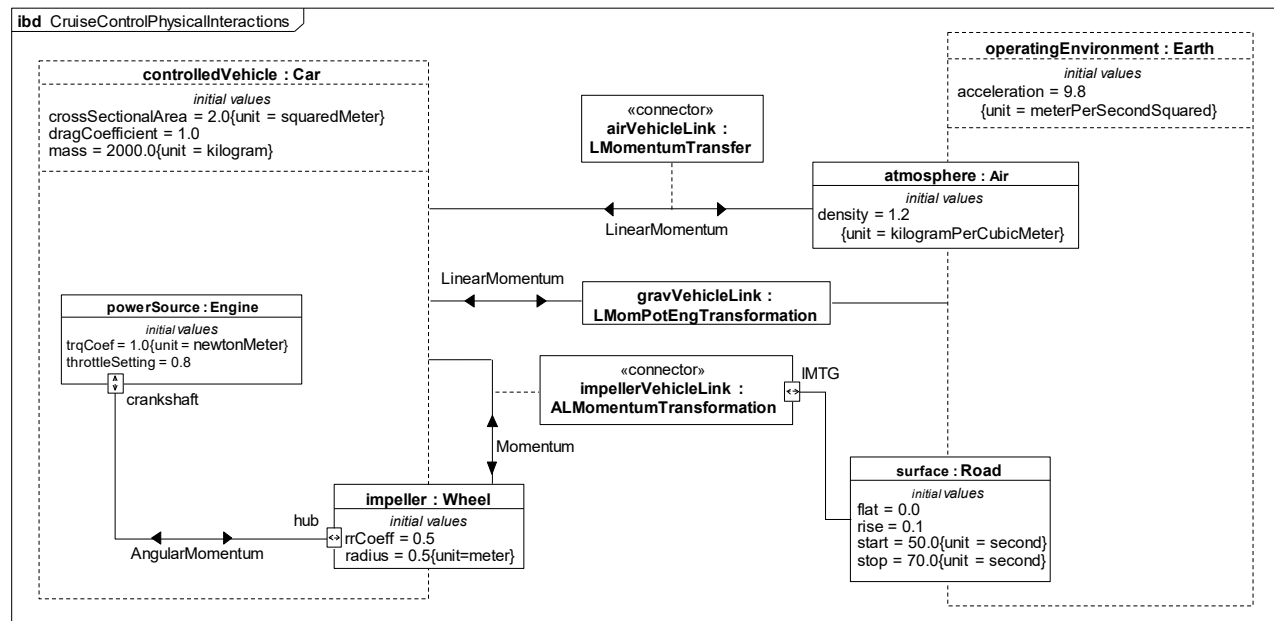 ibd CruiseControlPhysicalInteractions
controlledVehicle : Car
initial values
crossSectionalArea = 2.0{unit = squaredMeter}
dragCoefficient = 1.0
mass = 2000.0{unit = kilogram}
operatingEnvironment : Earth
initial values
acceleration = 9.8
{unit = meterPerSecondSquared}
«connector»
airVehicleLink :
LMomentumTransfer
atmosphere : Air
initial values
density = 1.2
{unit = kilogramPerCubicMeter}
LinearMomentum
LinearMomentum
gravVehicleLink :
LMomPotEngTransformation
powerSource : Engine
initial values
trqCoef = 1.0{unit = newtonMeter}
throttleSetting = 0.8
crankshaft
«connector»
impellerVehicleLink :
ALMomentumTransformation
IMTG
Momentum
impeller : Wheel
initial values
rrCoeff = 0.5
radius = 0.5{unit=meter}
hub
AngularMomentum
surface : Road
initial values
flat = 0.0
rise = 0.1
start = 50.0{unit = second}
stop = 70.0{unit = second}